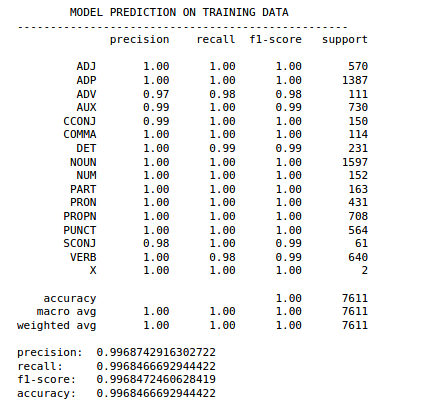 MODEL PREDICTION ON TRAINING DATA
--------------------------------------------------
precision recall f1-score support
ADJ 1.00 1.00 1.00 570
ADP 1.00 1.00 1.00 1387
ADV 0.97 0.98 0.98 111
AUX 0.99 1.00 0.99 730
CCONJ 0.99 1.00 1.00 150
COMMA 1.00 1.00 1.00 114
DET 1.00 0.99 0.99 231
NOUN 1.00 1.00 1.00 1597
NUM 1.00 1.00 1.00 152
PART 1.00 1.00 1.00 163
PRON 1.00 1.00 1.00 431
PROPN 1.00 1.00 1.00 708
PUNCT 1.00 1.00 1.00 564
SCONJ 0.98 1.00 0.99 61
VERB 1.00 0.98 0.99 640
X 1.00 1.00 1.00 2
accuracy 1.00 7611
macro avg 1.00 1.00 1.00 7611
weighted avg 1.00 1.00 1.00 7611
precision: 0.9968742916302722
recall: 0.9968466692944422
f1-score: 0.9968472460628419
accuracy: 0.9968466692944422